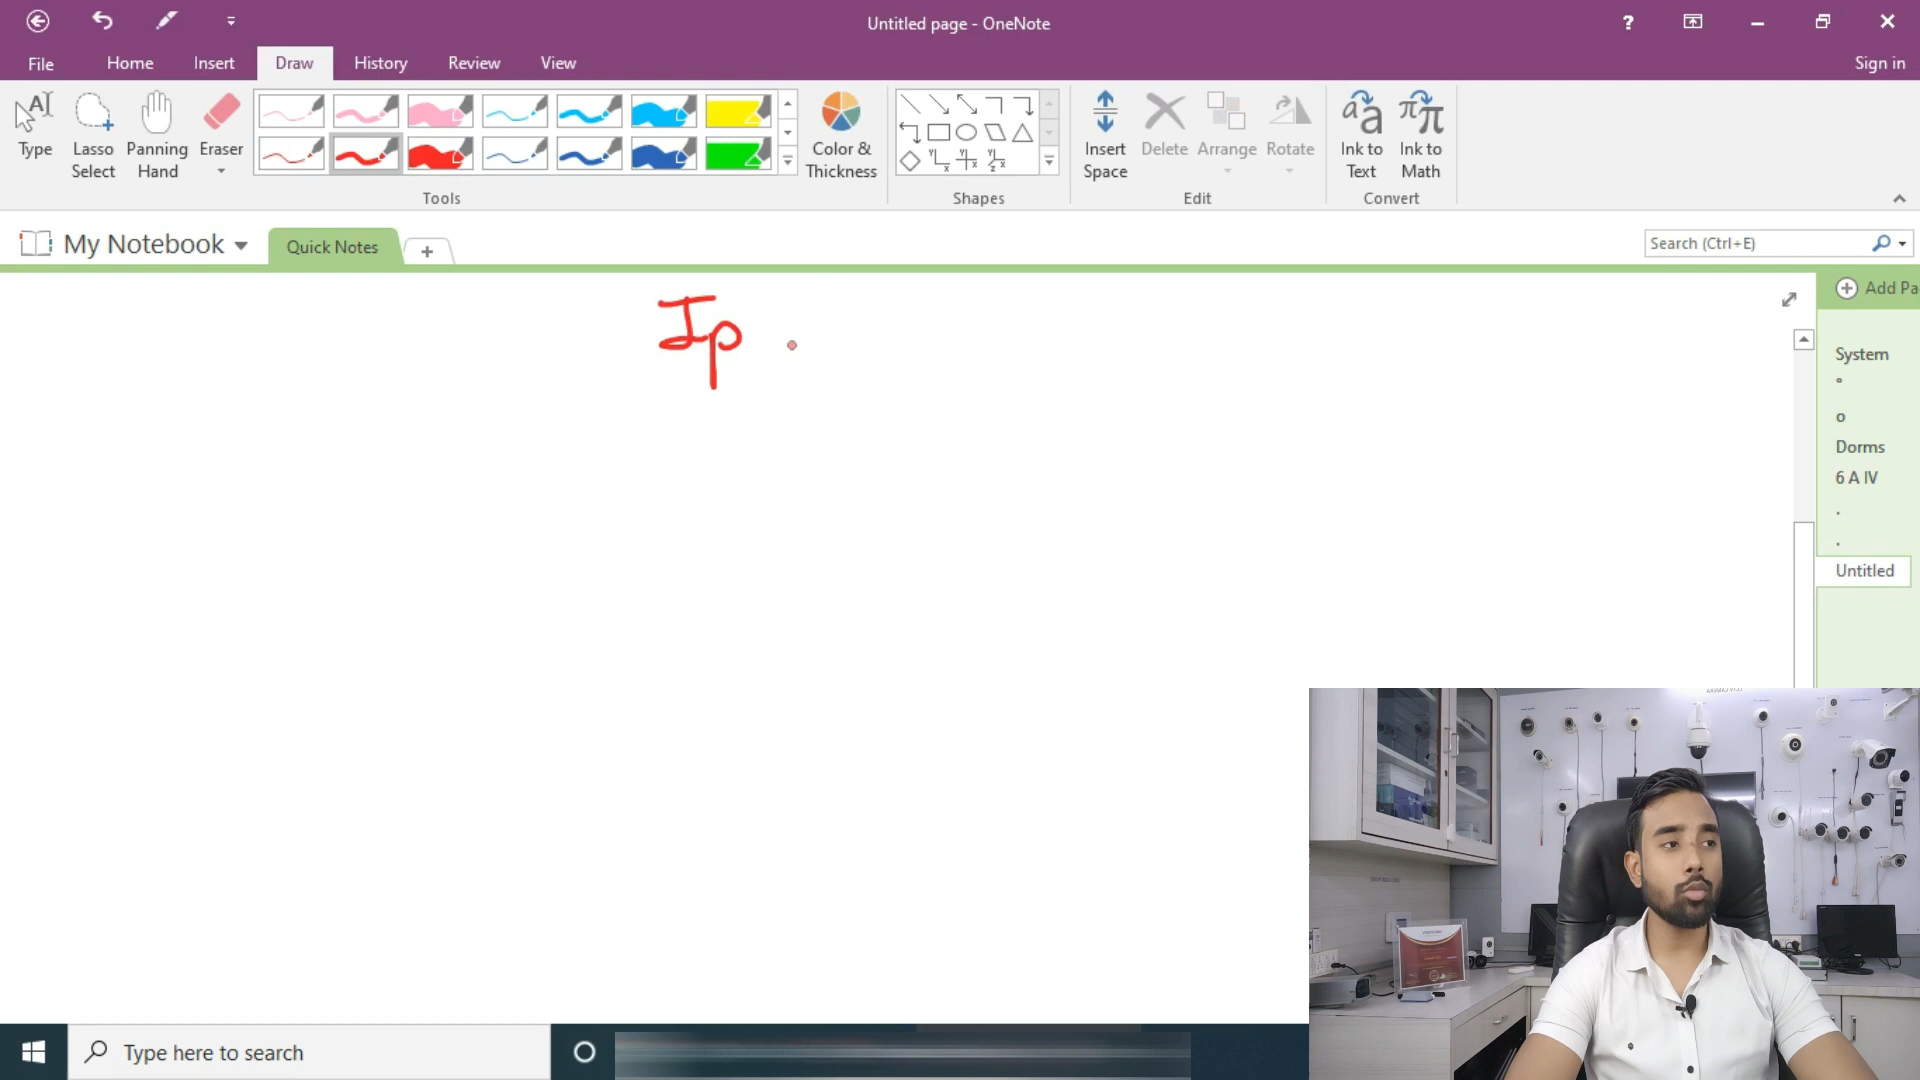 Untitled page - OneNote
?
File
Home
Insert
Draw
History
Review
View
Sign in
Type
Lasso Select
Panning Hand
Eraser
Color & Thickness
Insert Space
Delete
Arrange
Rotate
Ink to Text
Ink to Math
Tools
Shapes
Edit
Convert
My Notebook
Quick Notes
Search (Ctrl+E)
Add Pa
Ip
System
o
Dorms
6 A IV
.
.
Untitled
Type here to search